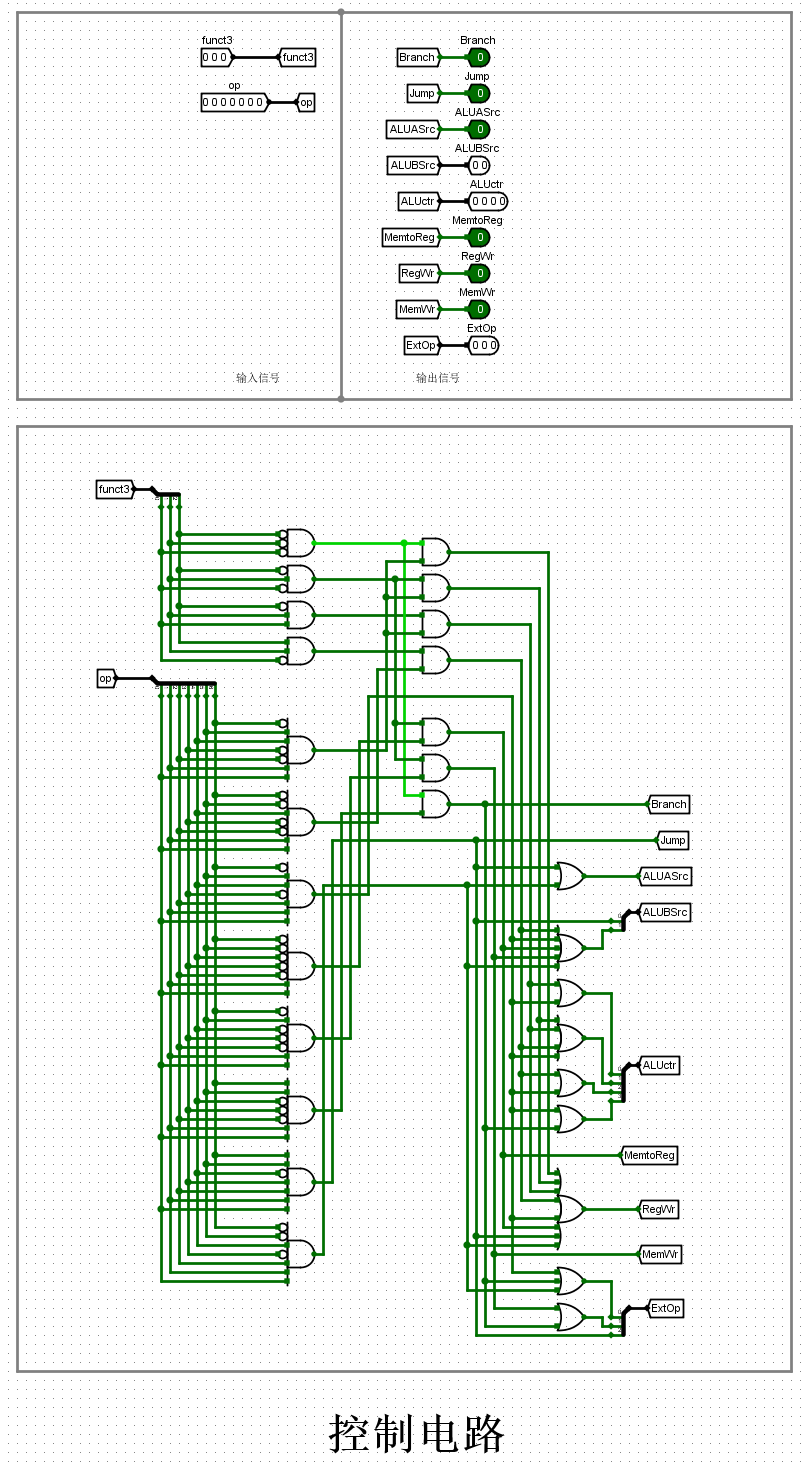 funct3
0 0 0
funct3
op
0 0 0 0 0 0 0
op
Branch
Branch
0
Jump
Jump
0
ALUASrc
ALUASrc
0
ALUBSrc
ALUBSrc
0 0
ALUctr
ALUctr
0 0 0 0
MemtoReg
MemtoReg
0
RegWr
RegWr
0
MemWr
MemWr
0
ExtOp
ExtOp
0 0 0
输入信号
输出信号
funct3
op
Branch
Jump
ALUASrc
ALUBSrc
ALUctr
MemtoReg
RegWr
MemWr
ExtOp
控制电路